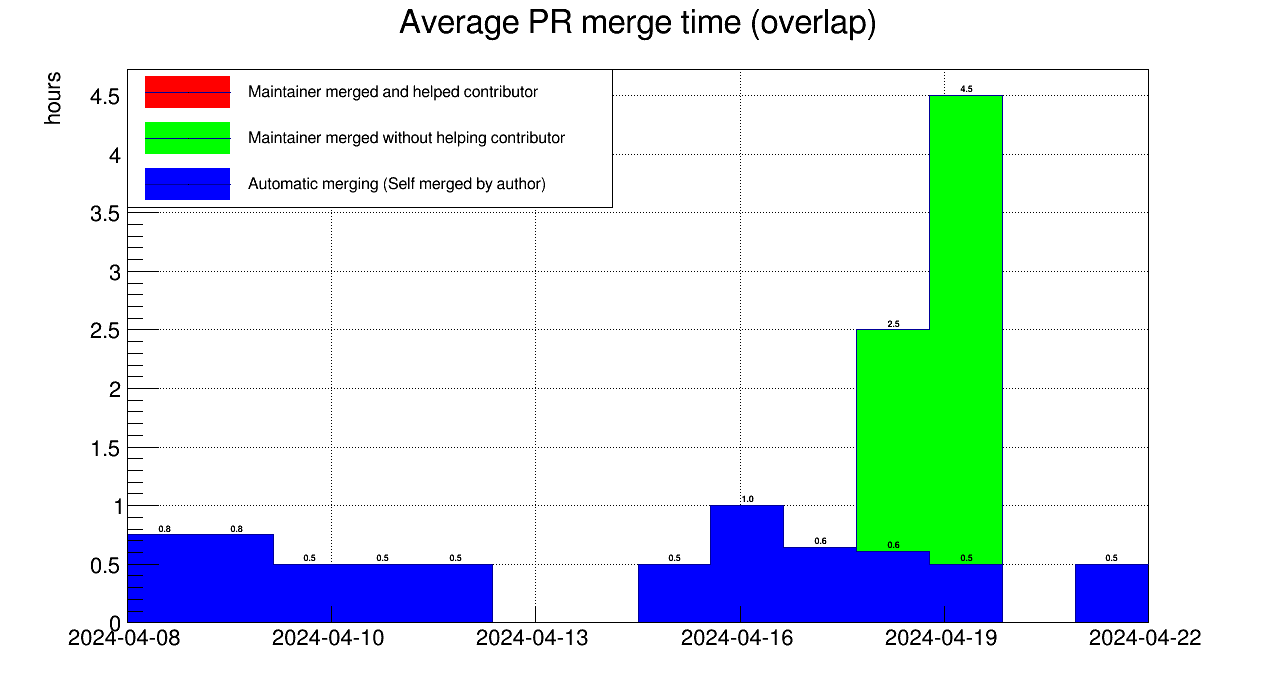 Average PR merge time (overlap)
hours
Maintainer merged and helped contributor
Maintainer merged without helping contributor
Automatic merging (Self merged by author)
4.5
4
3.5
3
2.5
2
1.5
1
0.5
0
0.8 0.8 0.5 0.5 0.5 0.5 1.0 0.6 0.6 0.5 0.5
2.5
4.5
2024-04-08 2024-04-10 2024-04-13 2024-04-16 2024-04-19 2024-04-22